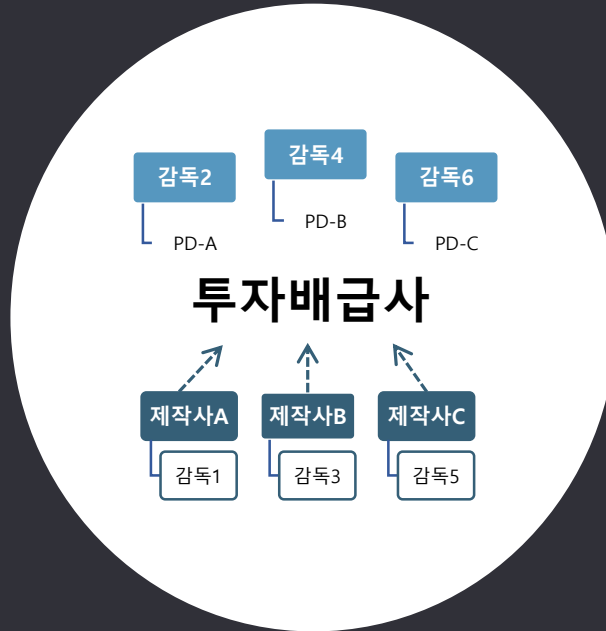 감독2
감독4
감독6
PD-A
PD-B
PD-C
투자배급사
제작사A
제작사B
제작사C
감독1
감독3
감독5